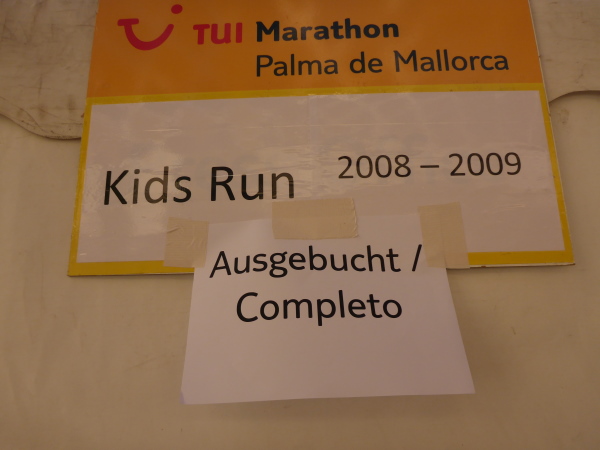 TUI Marathon
Palma de Mallorca
Kids Run 2008 – 2009
Ausgebucht /
Completo